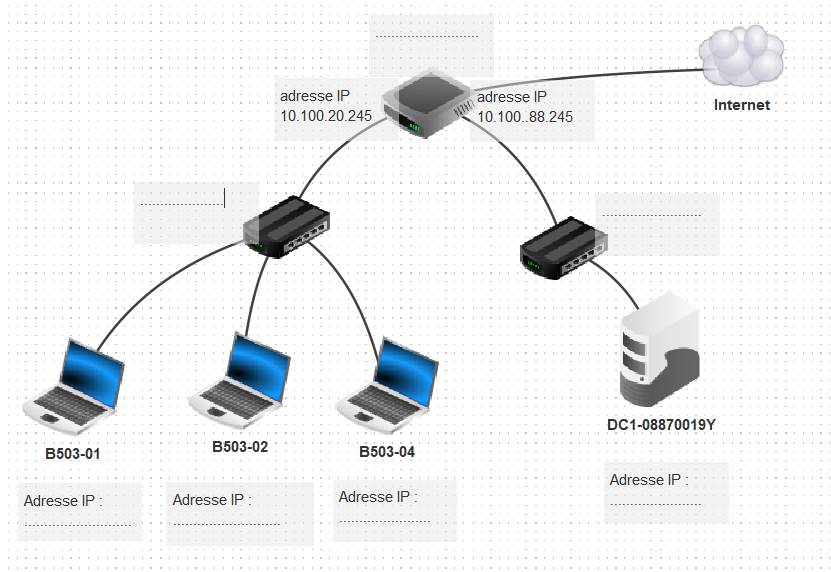 adresse IP
10.100.20.245
adresse IP
10.100..88.245
Internet
B503-01
B503-02
B503-04
DC1-08870019Y
Adresse IP :
Adresse IP :
Adresse IP :
Adresse IP :